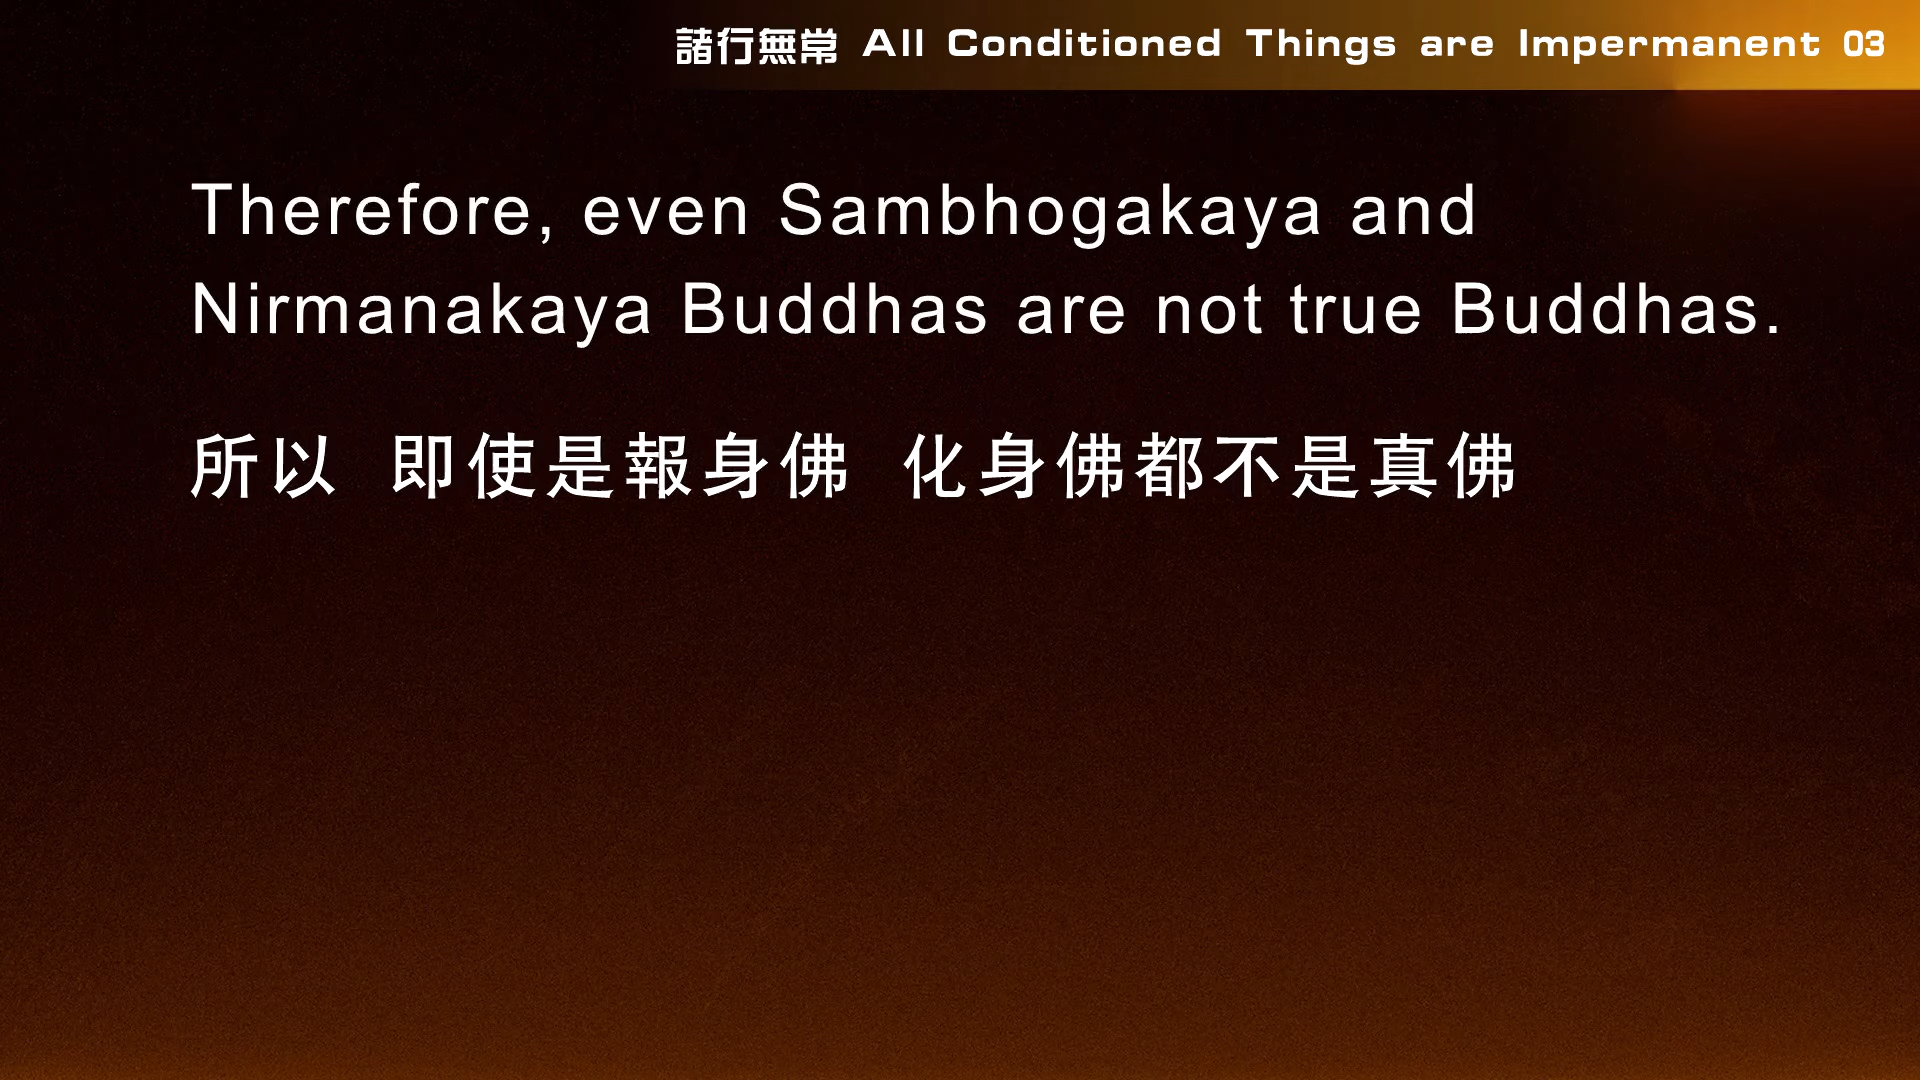 諸行無常 All Conditioned Things are Impermanent 03
Therefore, even Sambhogakaya and
Nirmanakaya Buddhas are not true Buddhas.
所以 即使是報身佛 化身佛都不是真佛